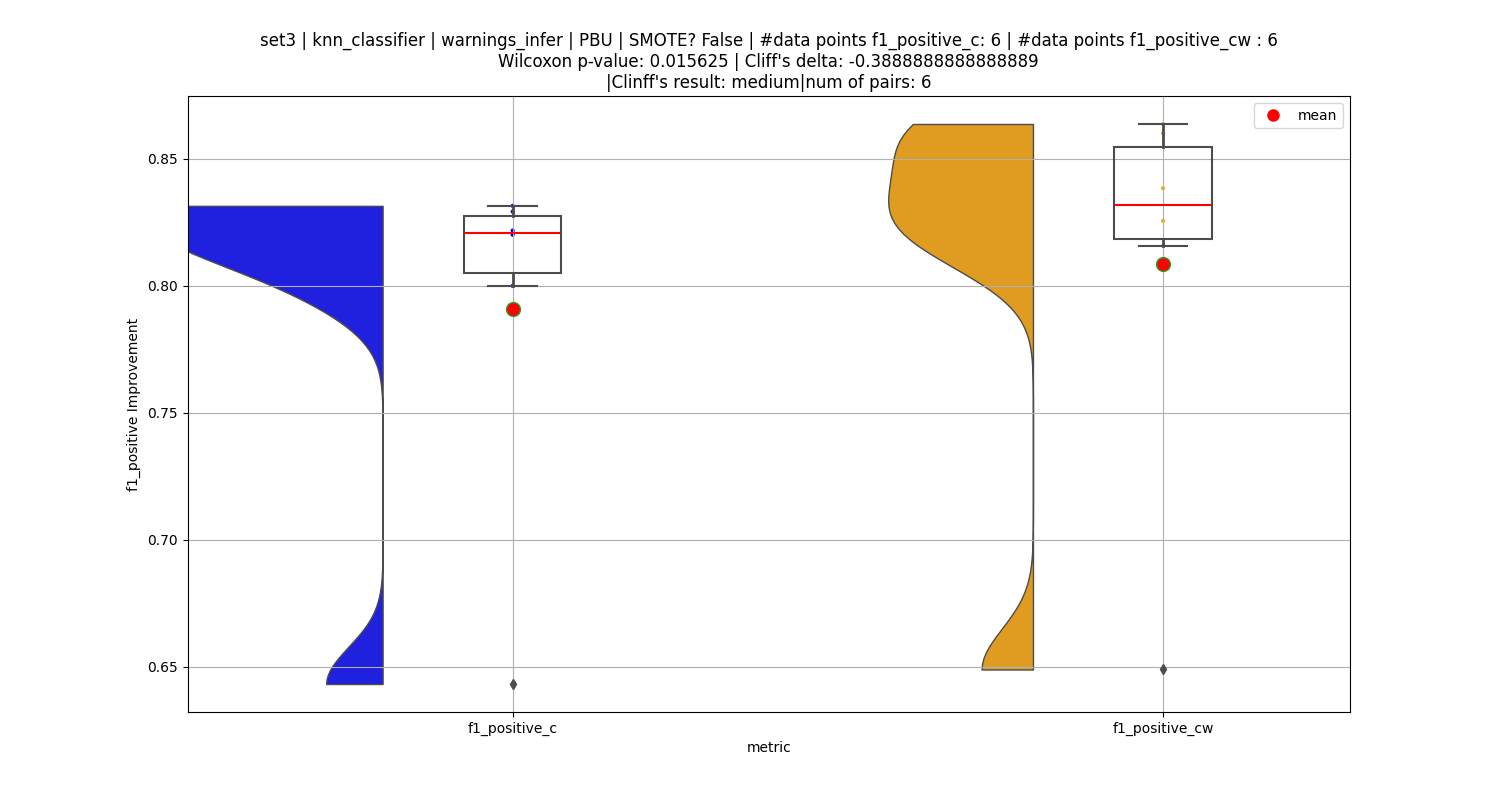 set3 | knn_classifier | warnings_infer | PBU | SMOTE? False | #data points f1_positive_c: 6 | #data points f1_positive_cw : 6
Wilcoxon p-value: 0.015625 | Cliff's delta: -0.3888888888888889
|Clinff's result: medium|num of pairs: 6
mean
0.85
0.80
0.75
0.70
0.65
f1_positive Improvement
f1_positive_c
f1_positive_cw
metric